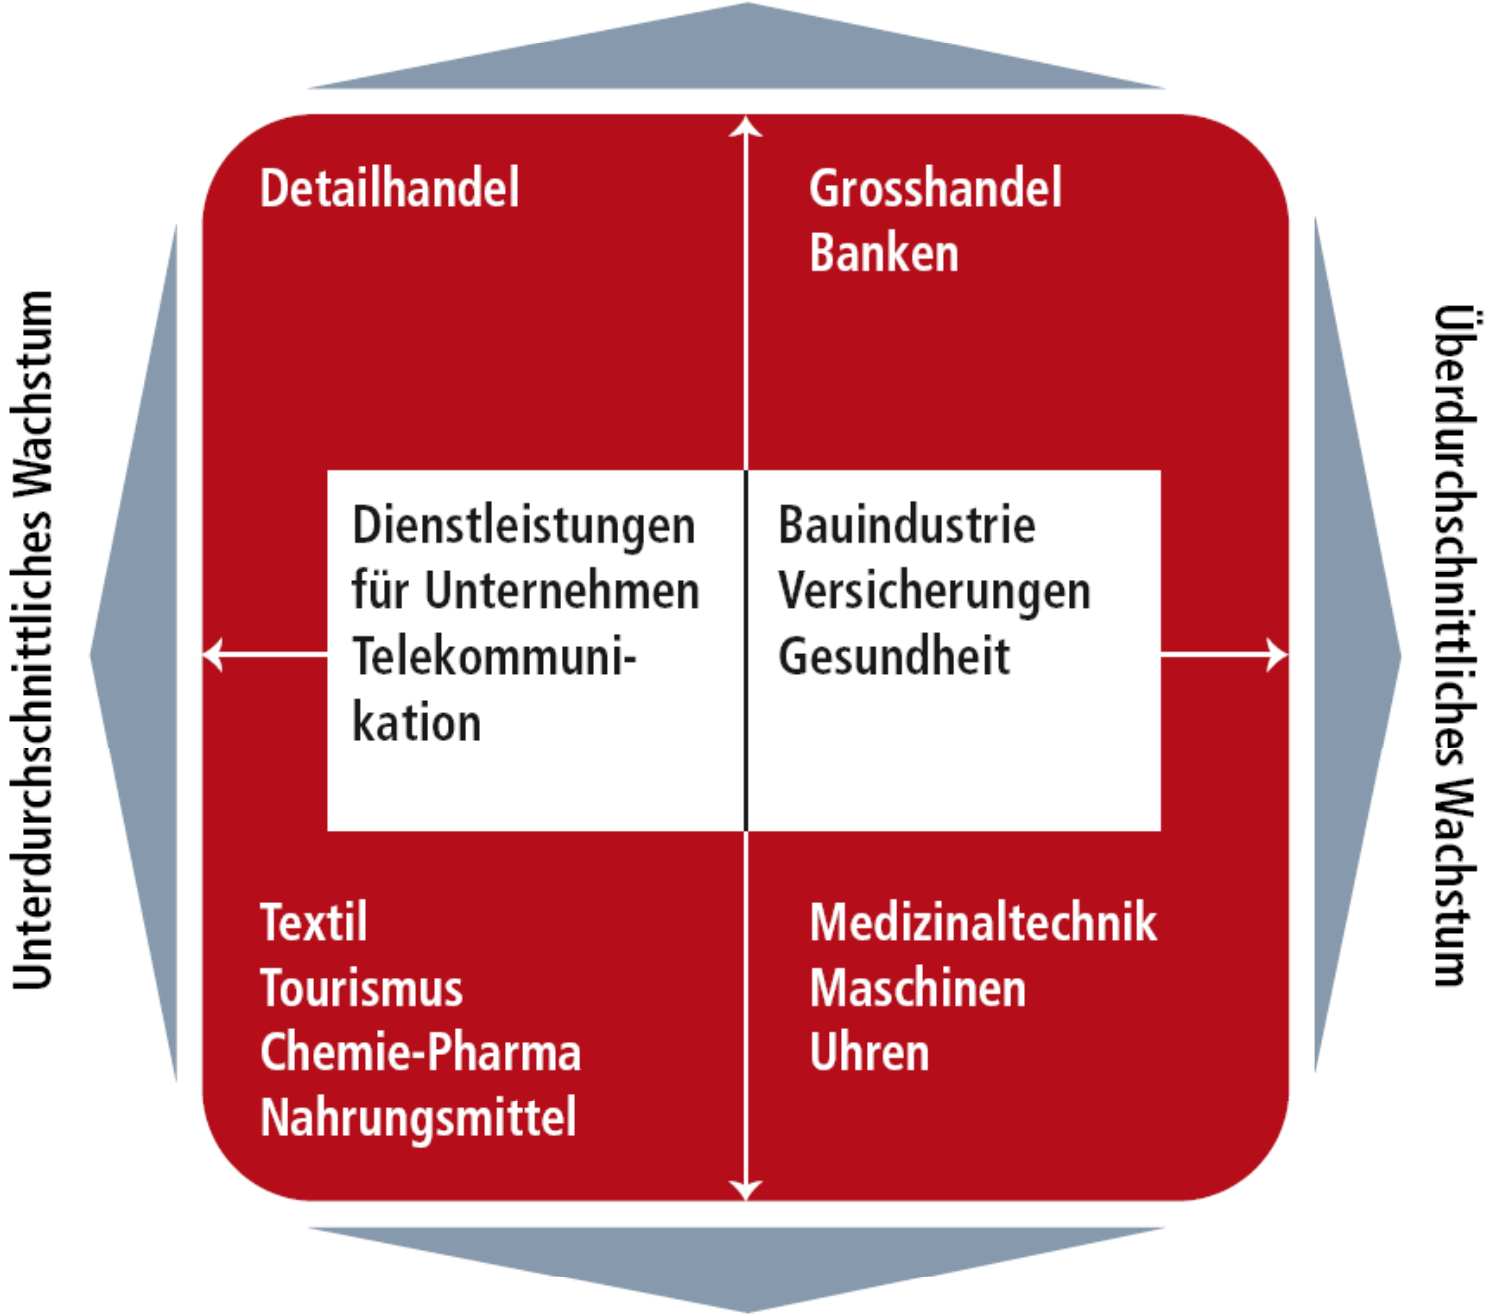 Detailhandel
Grosshandel
Banken
Unterdurchschnittliches Wachstum
Überdurchschnittliches Wachstum
Dienstleistungen
für Unternehmen
Telekommuni-
kation
Bauindustrie
Versicherungen
Gesundheit
Textil
Tourismus
Chemie-Pharma
Nahrungsmittel
Medizinaltechnik
Maschinen
Uhren